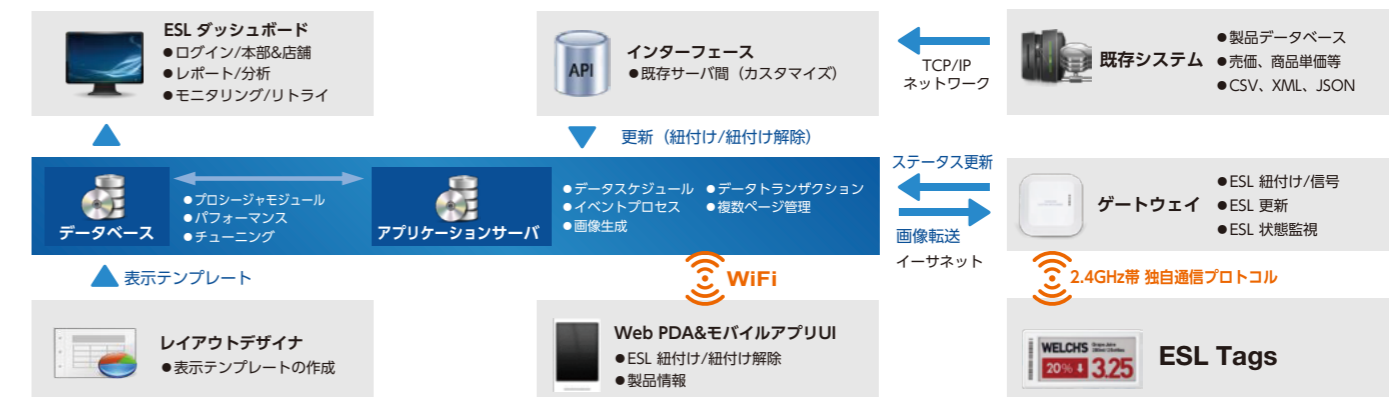 ESL ダッシュボード
●ログイン/本部&店舗
●レポート/分析
●モニタリング/リトライ
API
インターフェース
●既存サーバ間（カスタマイズ）
TCP/IP
ネットワーク
既存システム
●製品データベース
●売価、商品単価等
●CSV、XML、JSON
更新（紐付け/紐付け解除）
データベース
●プロシージャモジュール
●パフォーマンス
●チューニング
アプリケーションサーバ
●データスケジュール ●データトランザクション
●イベントプロセス ●複数ページ管理
●画像生成
ステータス更新
画像転送
イーサネット
ゲートウェイ
●ESL 紐付け/信号
●ESL 更新
●ESL 状態監視
表示テンプレート
WiFi
2.4GHz帯 独自通信プロトコル
レイアウトデザイナ
●表示テンプレートの作成
Web PDA&モバイルアプリUI
●ESL 紐付け/紐付け解除
●製品情報
WELCHS
20% 3.25
ESL Tags